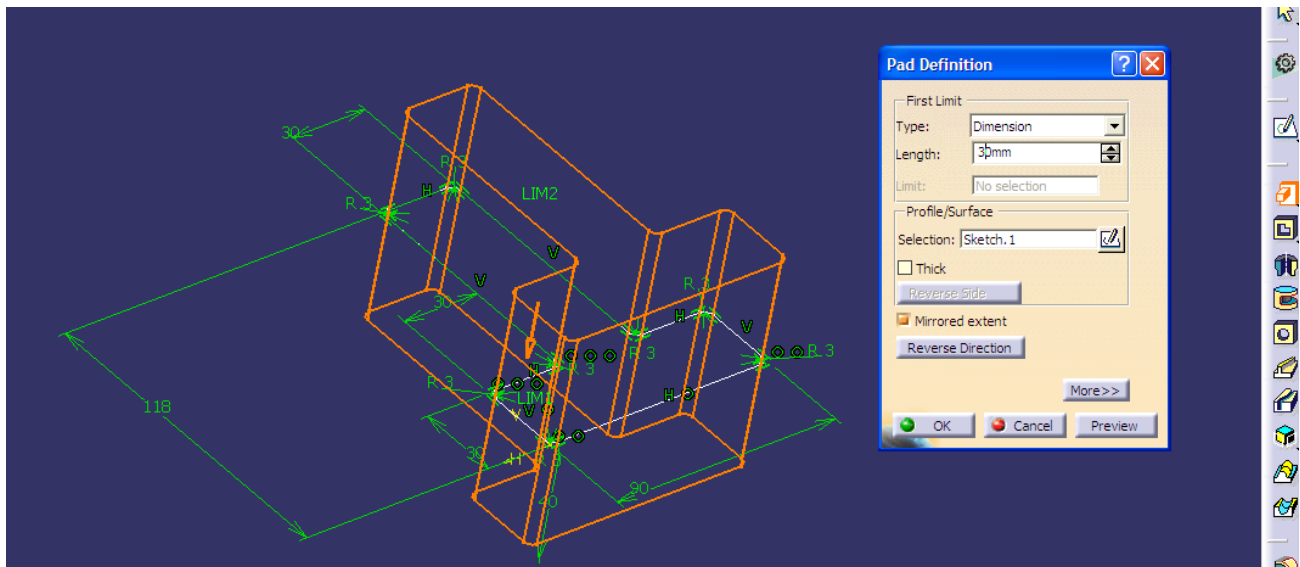 Pad Definition
First Limit
Type: Dimension
Length: 30mm
Limit: No selection
Profile/Surface
Selection: Sketch.1
Thick
Reverse Side
Mirrored extent
Reverse Direction
More>>
OK Cancel Preview
30
R 3
H
LIM2
R 3
V
V
R 3
30
H
V
R 3
R 3
H
R 3
R 3
LIM1
H
V
V
118
30
H
90
40